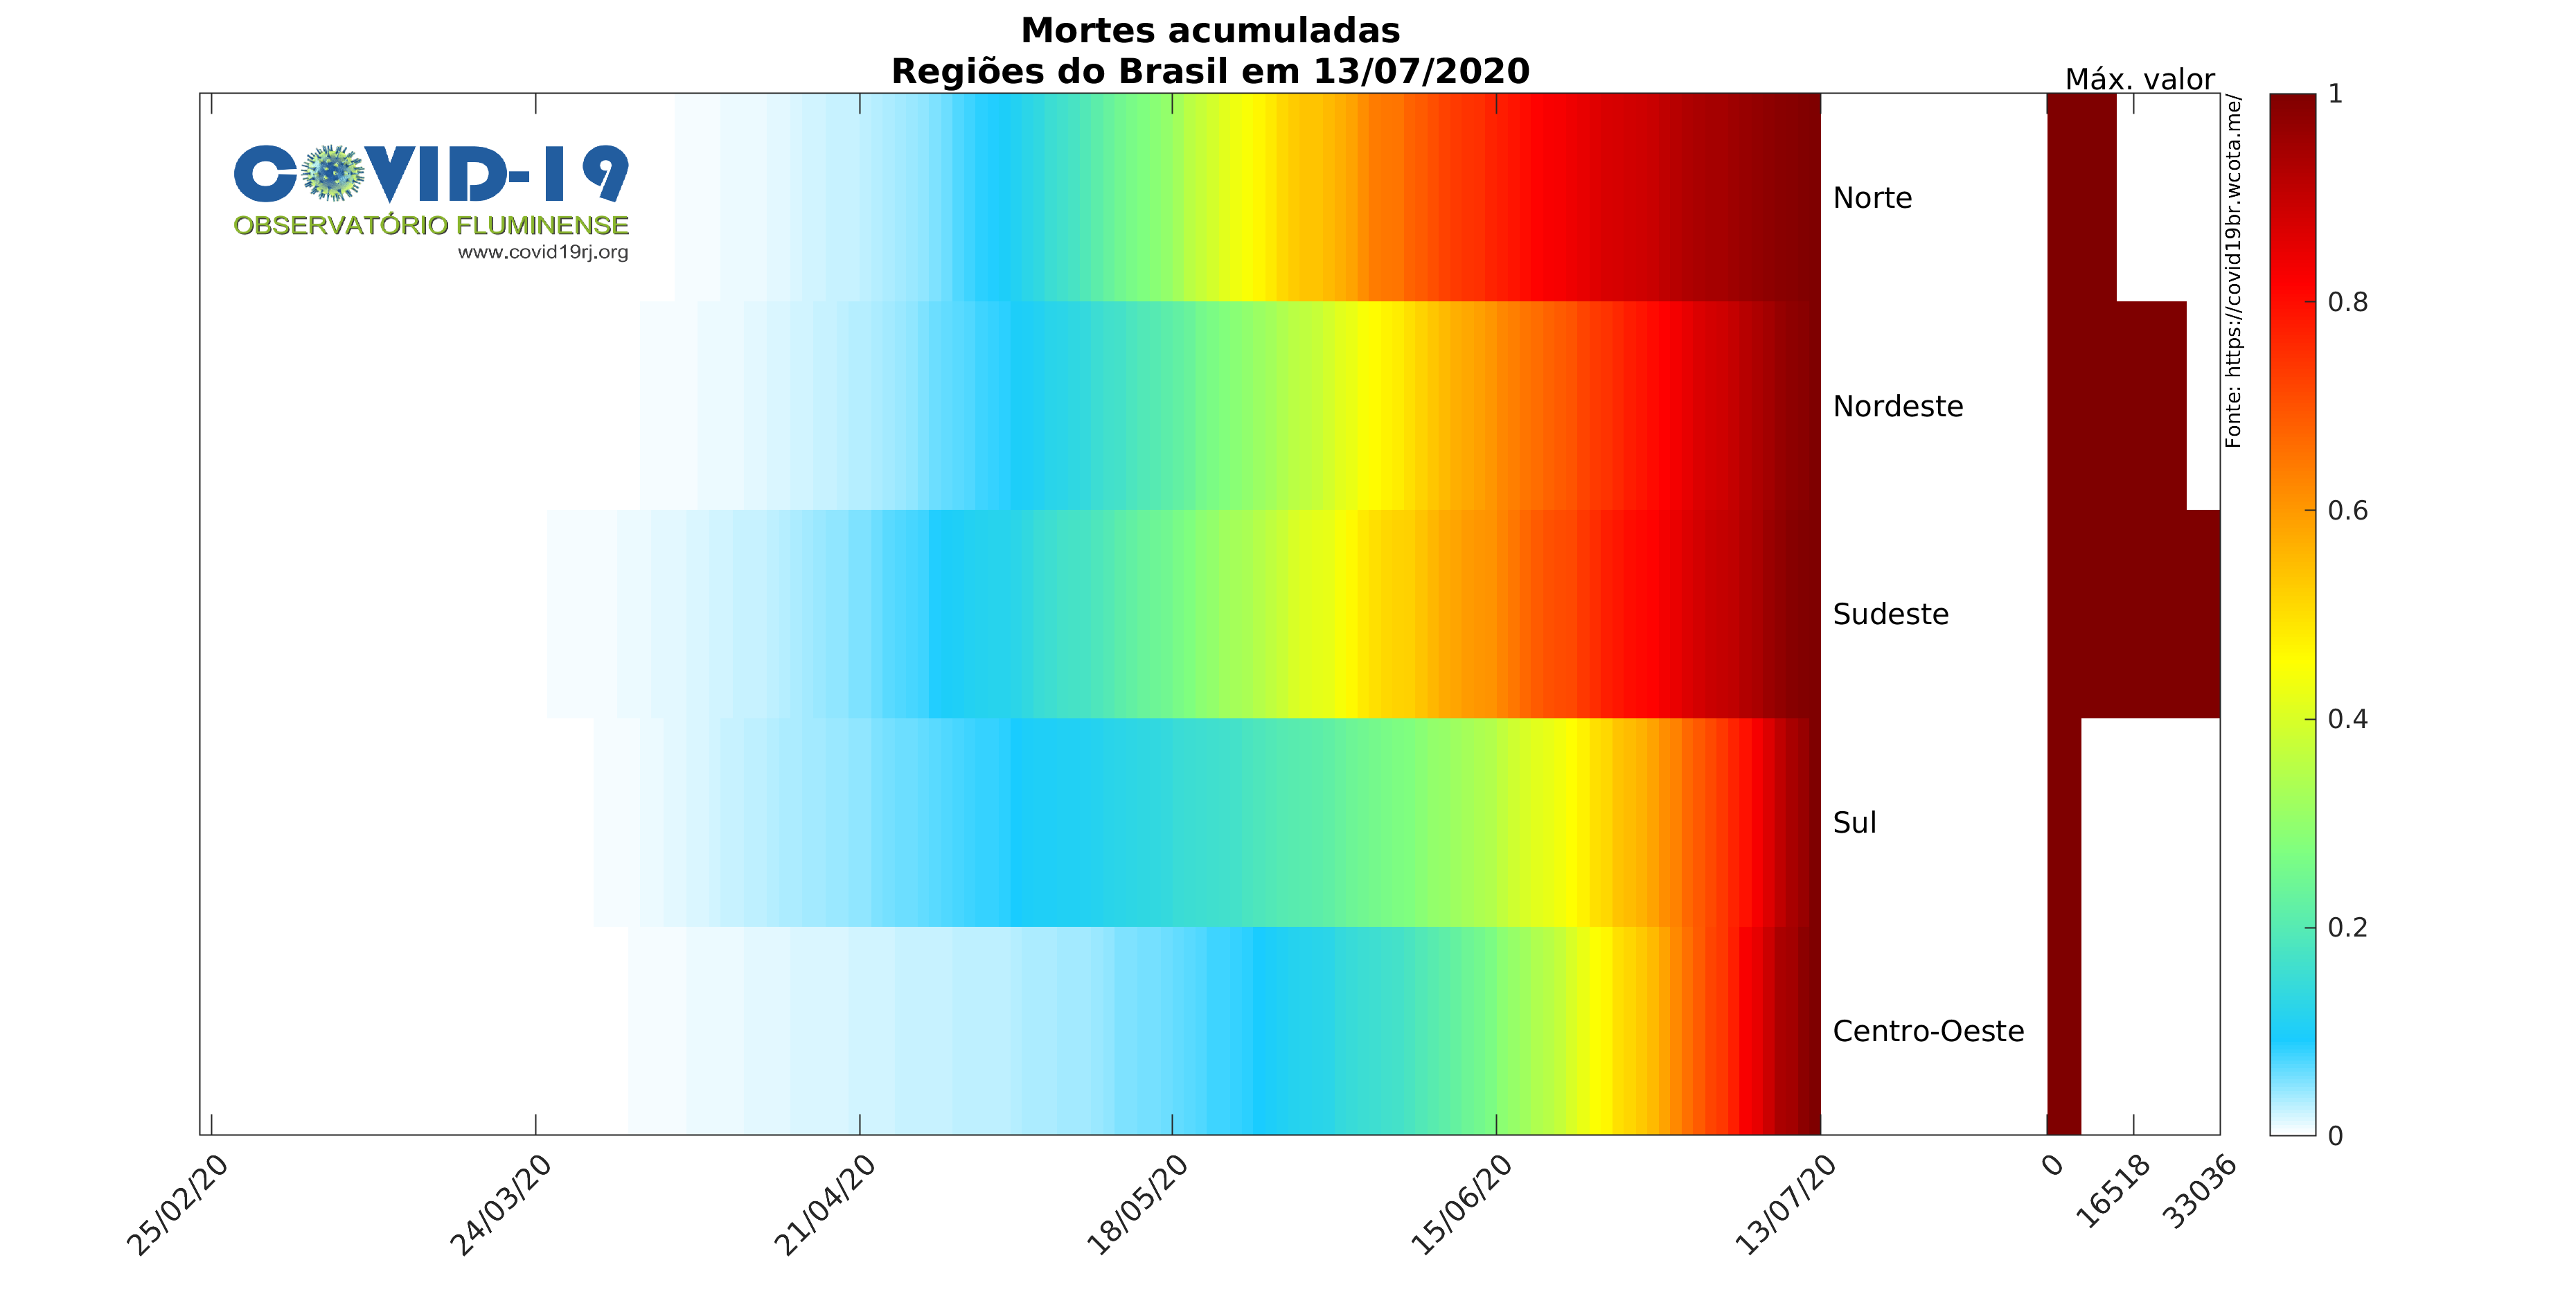 Mortes acumuladas
Regiões do Brasil em 13/07/2020
Máx. valor
COVID-19
OBSERVATÓRIO FLUMINENSE
www.covid19rj.org
Norte
Nordeste
Sudeste
Sul
Centro-Oeste
Fonte: https://covid19br.wcota.me/
1
0.8
0.6
0.4
0.2
0
25/02/20
24/03/20
21/04/20
18/05/20
15/06/20
13/07/20
0
16518
33036